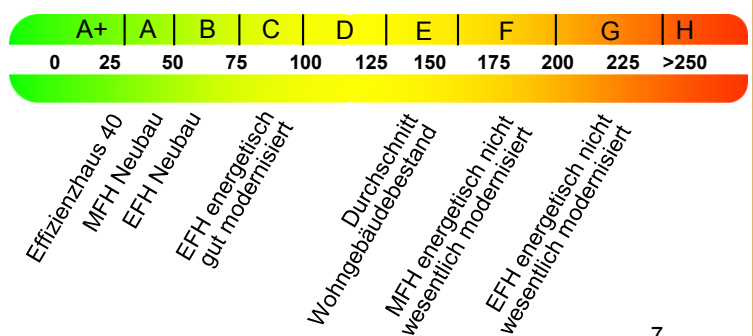 A+ A B C D E F G H
0 25 50 75 100 125 150 175 200 225 >250
Effizienzhaus 40
MFH Neubau
EFH Neubau
EFH energetisch
gut modernisiert
Durchschnitt
Wohngebäudebestand
MFH energetisch nicht
wesentlich modernisiert
EFH energetisch nicht
wesentlich modernisiert
7